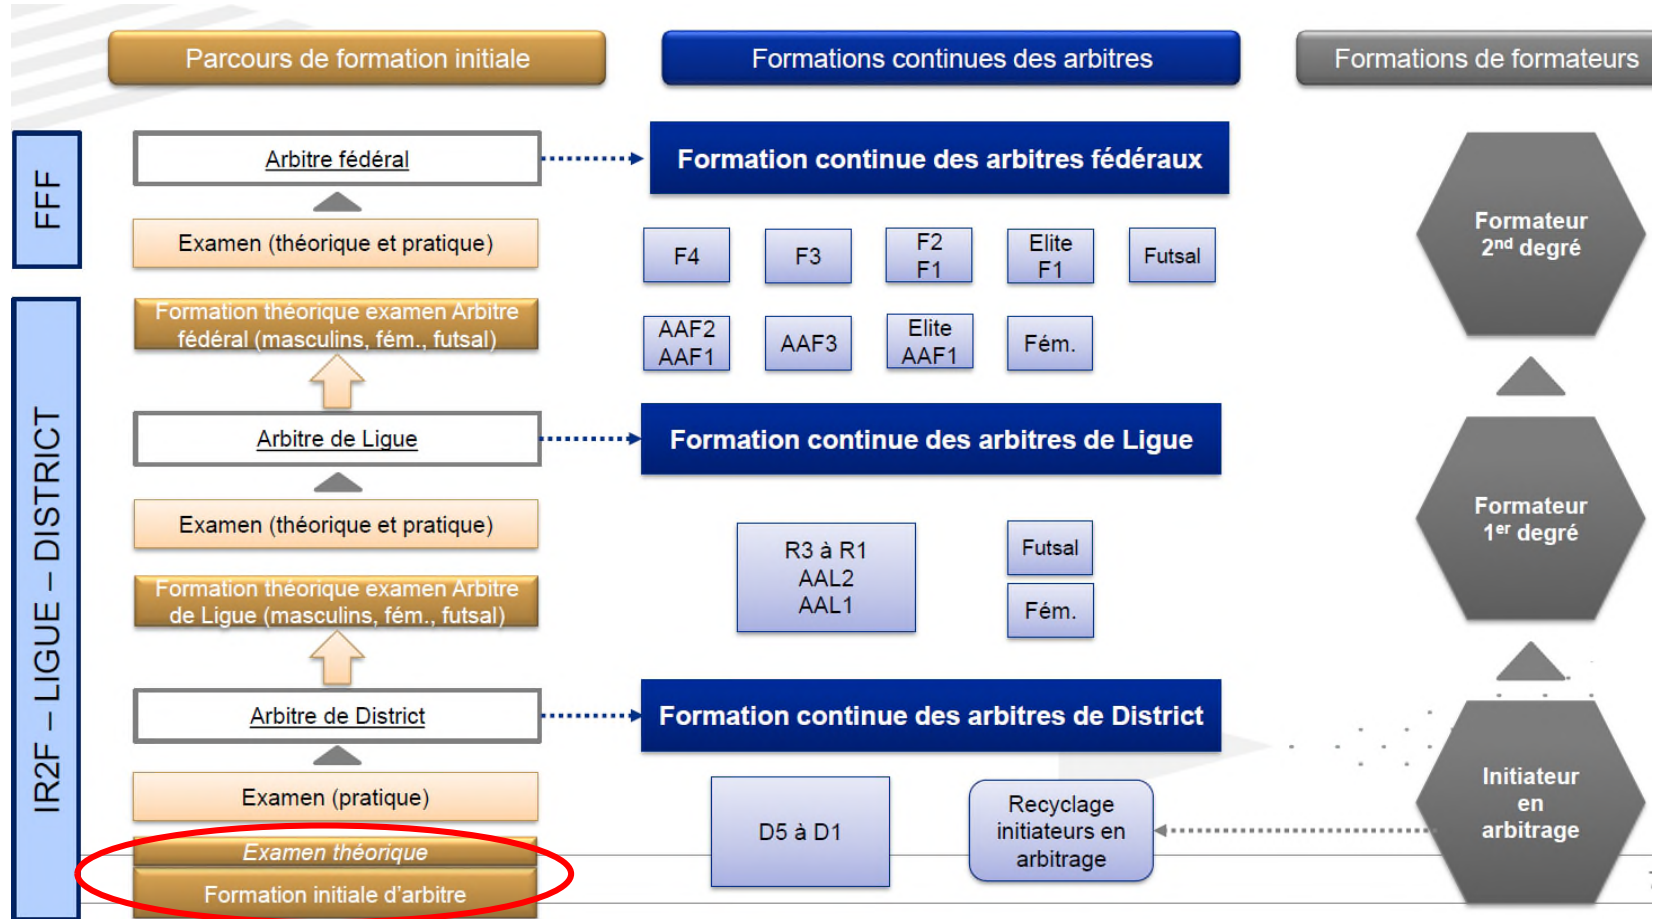 Parcours de formation initiale
Formations continues des arbitres
Formations de formateurs
FFF
Arbitre fédéral
Formation continue des arbitres fédéraux
Examen (théorique et pratique)
F4
F3
F2
F1
Elite
F1
Futsal
Formateur
2nd degré
IR2F – LIGUE – DISTRICT
Formation théorique examen Arbitre
fédéral (masculins, fém., futsal)
AAF2
AAF1
AAF3
Elite
AAF1
Fém.
Arbitre de Ligue
Formation continue des arbitres de Ligue
Examen (théorique et pratique)
R3 à R1
AAL2
AAL1
Futsal
Fém.
Formateur
1er degré
Formation théorique examen Arbitre
de Ligue (masculins, fém., futsal)
Arbitre de District
Formation continue des arbitres de District
Examen (pratique)
D5 à D1
Recyclage
initiateurs en
arbitrage
Initiateur
en
arbitrage
Examen théorique
Formation initiale d'arbitre